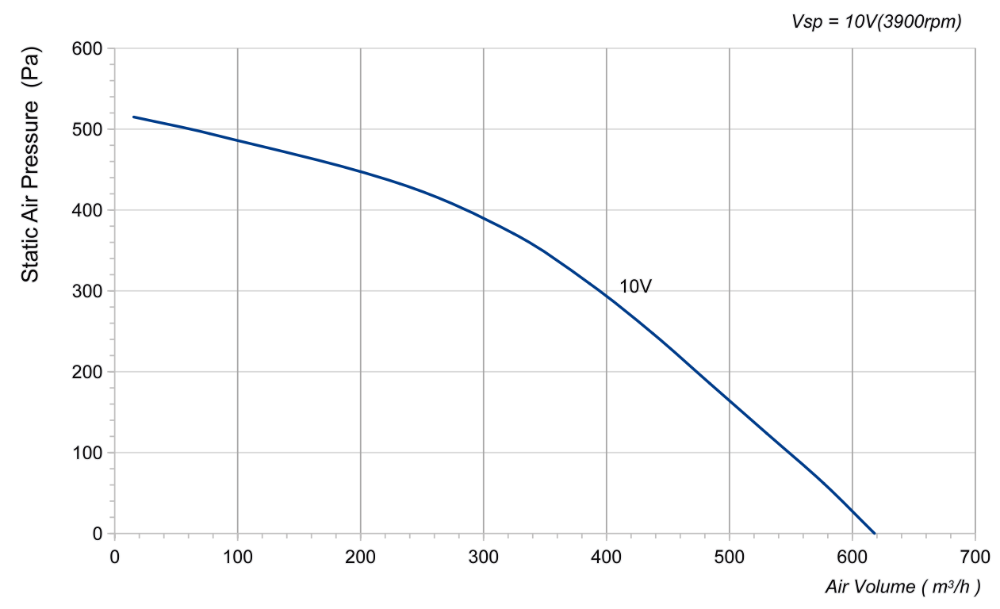 Vsp = 10V(3900rpm)
Static Air Pressure (Pa)
600
500
400
300
200
100
0
10V
0 100 200 300 400 500 600 700
Air Volume ( m³/h )